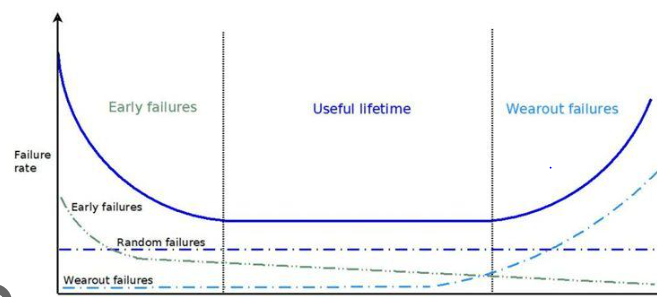 Early failures
Useful lifetime
Wearout failures
Failure
rate
Early failures
Random failures
Wearout failures